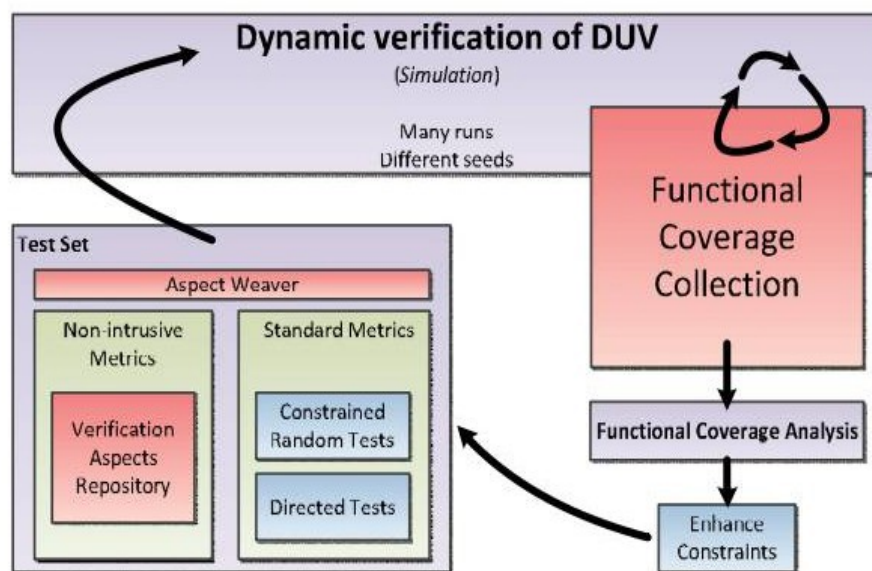 Dynamic verification of DUV
(Simulation)
Many runs
Different seeds
Functional
Coverage
Collection
Test Set
Aspect Weaver
Non-intrusive
Metrics
Verification
Aspects
Repository
Standard Metrics
Constrained
Random Tests
Directed Tests
Functional Coverage Analysis
Enhance
Constraints